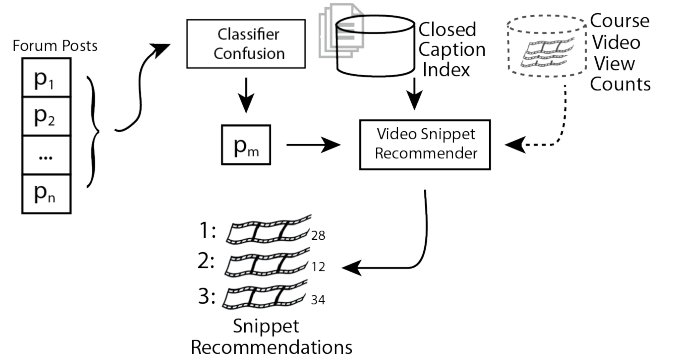 Forum Posts
p1
p2
...
pn
Classifier
Confusion
pm
Closed
Caption
Index
Course
Video
View
Counts
Video Snippet
Recommender
1: 28
2: 12
3: 34
Snippet
Recommendations